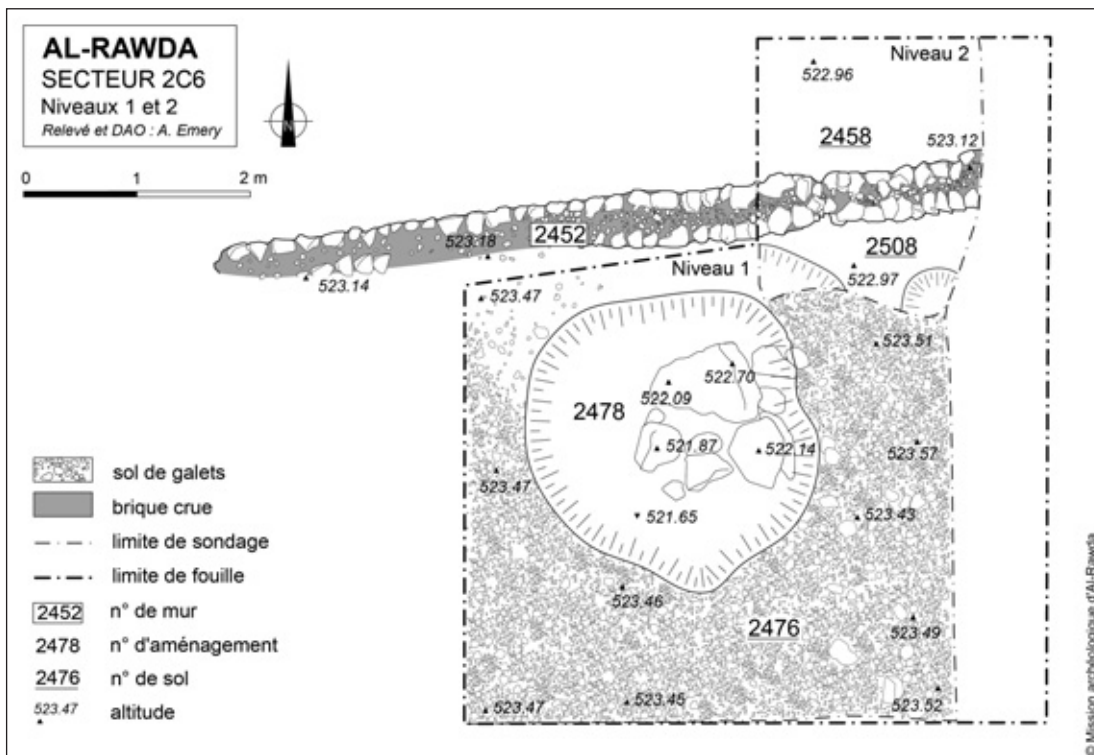 AL-RAWDA
SECTEUR 2C6
Niveaux 1 et 2
Relevé et DAO : A. Emery
N
0 1 2 m
Niveau 2
522.96
2458
523.12
2452
523.18
523.14
2508
522.97
Niveau 1
523.47
523.51
522.70
522.09
2478
521.87
522.14
523.57
523.47
521.65
523.43
523.46
2476
523.49
523.47
523.45
523.52
sol de galets
brique crue
limite de sondage
limite de fouille
2452 n° de mur
2478 n° d'aménagement
2476 n° de sol
523.47 altitude
© Mission archéologique d'Al-Rawda